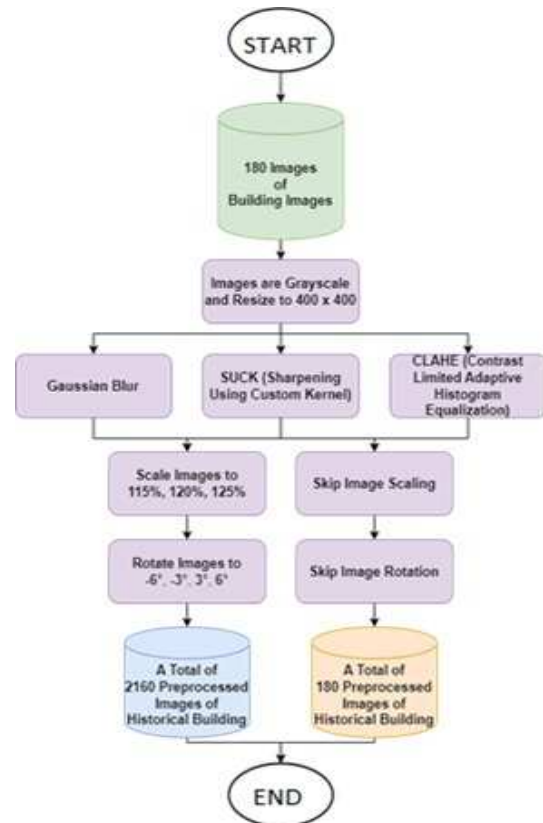 START
180 Images
of
Building Images
Images are Grayscale
and Resize to 400 x 400
Gaussian Blur
SUCK (Sharpening
Using Custom Kernel)
CLAHE (Contrast
Limited Adaptive
Histogram
Equalization)
Scale Images to
115%, 120%, 125%
Skip Image Scaling
Rotate Images to
-6°, -3°, 3°, 6°
Skip Image Rotation
A Total of
2160 Preprocessed
Images of
Historical Building
A Total of
180 Preprocessed
Images of
Historical Building
END